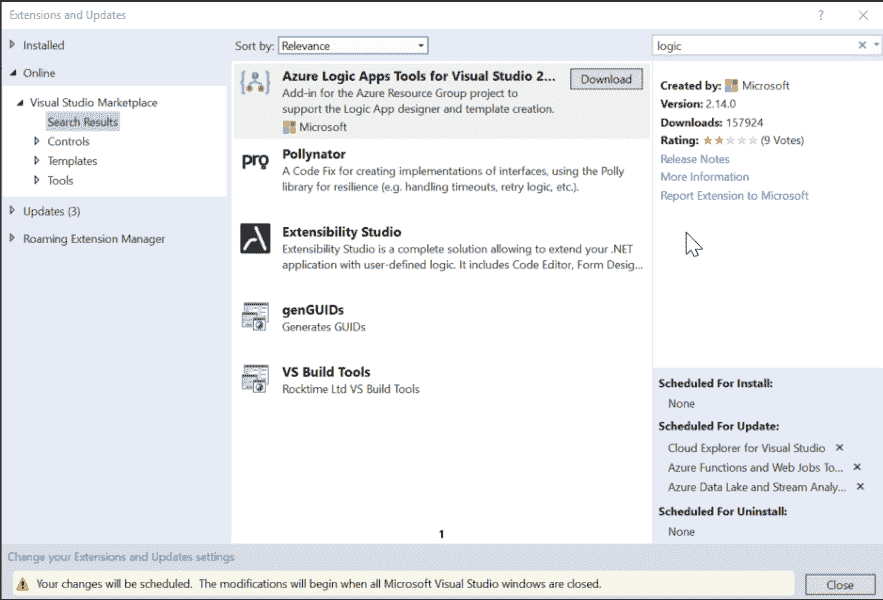 Extensions and Updates
Installed
Online
Visual Studio Marketplace
Search Results
Controls
Templates
Tools
Updates (3)
Roaming Extension Manager
Sort by: Relevance
Azure Logic Apps Tools for Visual Studio 2...
Download
Add-in for the Azure Resource Group project to
support the Logic App designer and template creation.
Microsoft
pro
Pollynator
A Code Fix for creating implementations of interfaces, using the Polly
library for resilience (e.g. handling timeouts, retry logic, etc.).
Extensibility Studio
Extensibility Studio is a complete solution allowing to extend your .NET
application with user-defined logic. It includes Code Editor, Form Desig...
genGUIDs
Generates GUIDs
VS Build Tools
Rocktime Ltd VS Build Tools
1
logic
Created by: Microsoft
Version: 2.14.0
Downloads: 157924
Rating: (9 Votes)
Release Notes
More Information
Report Extension to Microsoft
Scheduled For Install:
None
Scheduled For Update:
Cloud Explorer for Visual Studio
Azure Functions and Web Jobs To...
Azure Data Lake and Stream Analy...
Scheduled For Uninstall:
None
Change your Extensions and Updates settings
Your changes will be scheduled. The modifications will begin when all Microsoft Visual Studio windows are closed.
Close